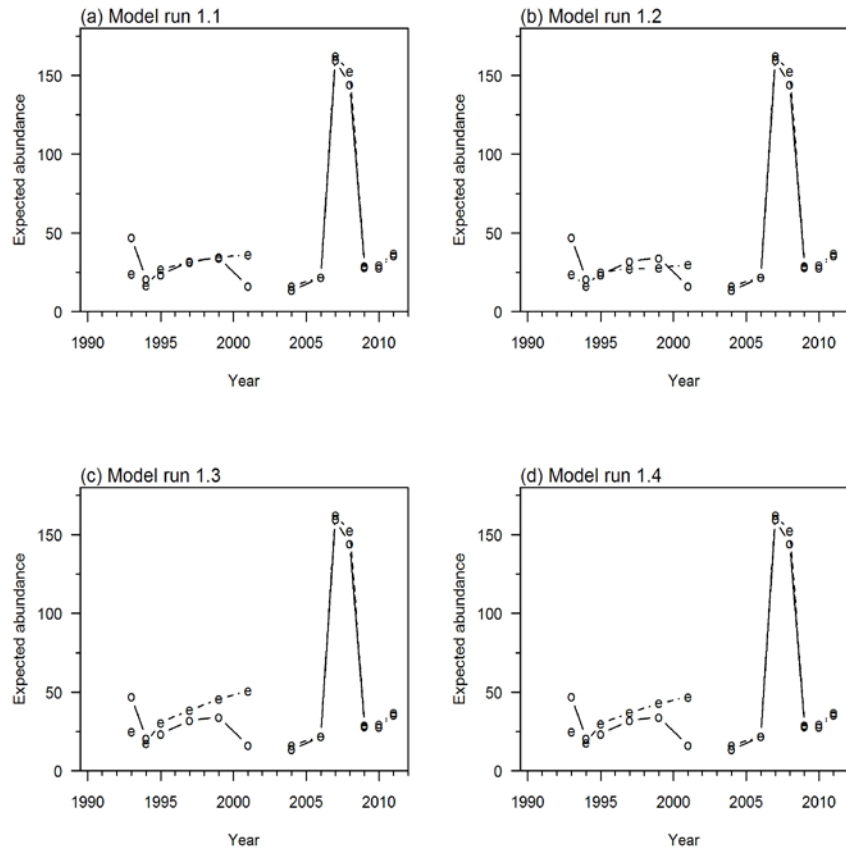 (a) Model run 1.1
Expected abundance
150
100
50
0
1990 1995 2000 2005 2010
Year
(b) Model run 1.2
Expected abundance
150
100
50
0
1990 1995 2000 2005 2010
Year
(c) Model run 1.3
Expected abundance
150
100
50
0
1990 1995 2000 2005 2010
Year
(d) Model run 1.4
Expected abundance
150
100
50
0
1990 1995 2000 2005 2010
Year